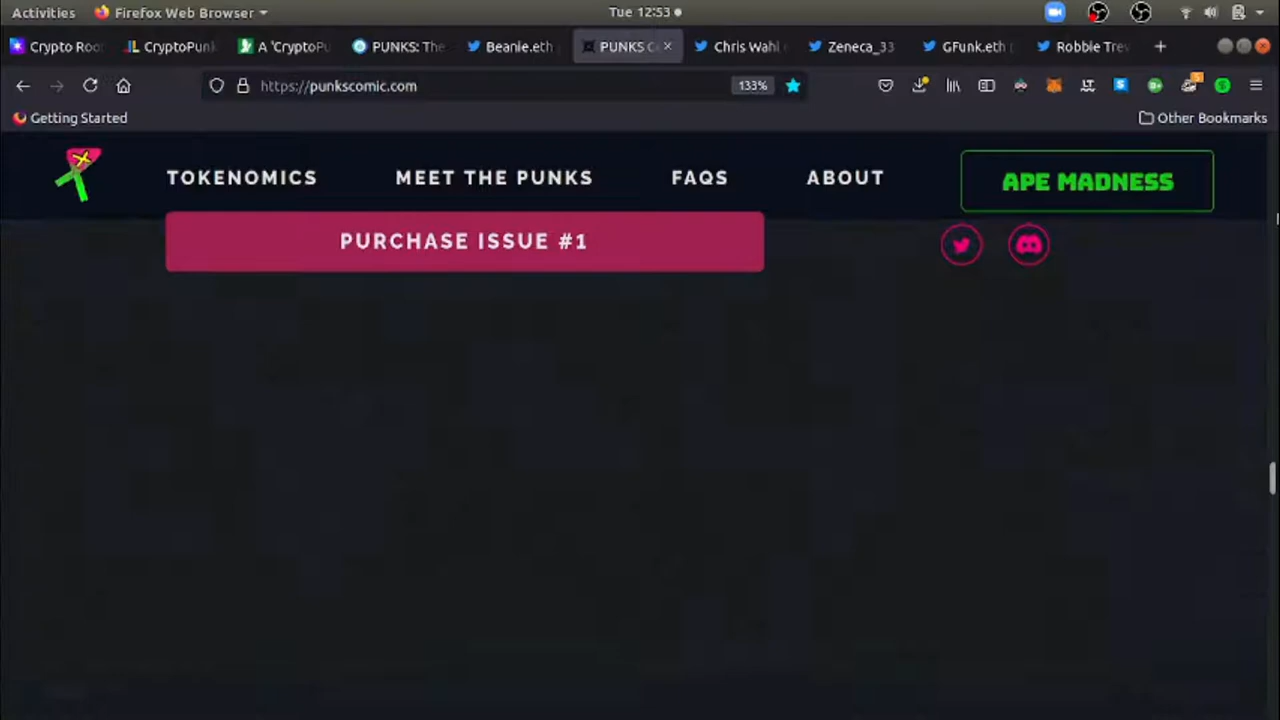 Activities Firefox Web Browser Tue 12:53
Crypto Roo CryptoPunk A 'CryptoPu PUNKS: The Beanie.eth PUNKS C Chris Wahl Zeneca_33 GFunk.eth Robbie Trev
https://punkscomic.com 133%
Getting Started Other Bookmarks
TOKENOMICS MEET THE PUNKS FAQS ABOUT APE MADNESS
PURCHASE ISSUE #1